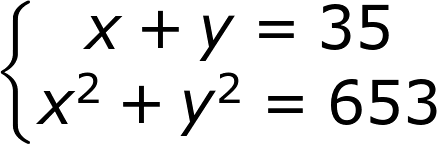 x + y = 35
x² + y² = 653